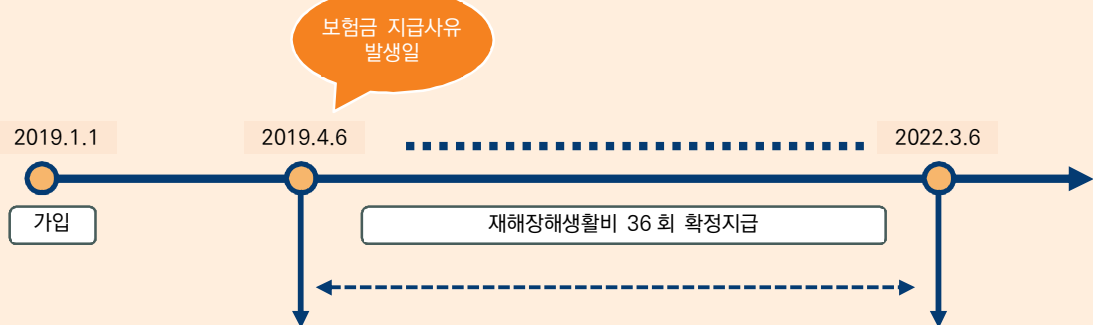 보험금 지급사유
발생일
2019.1.1
2019.4.6
2022.3.6
가입
재해장해생활비 36 회 확정지급